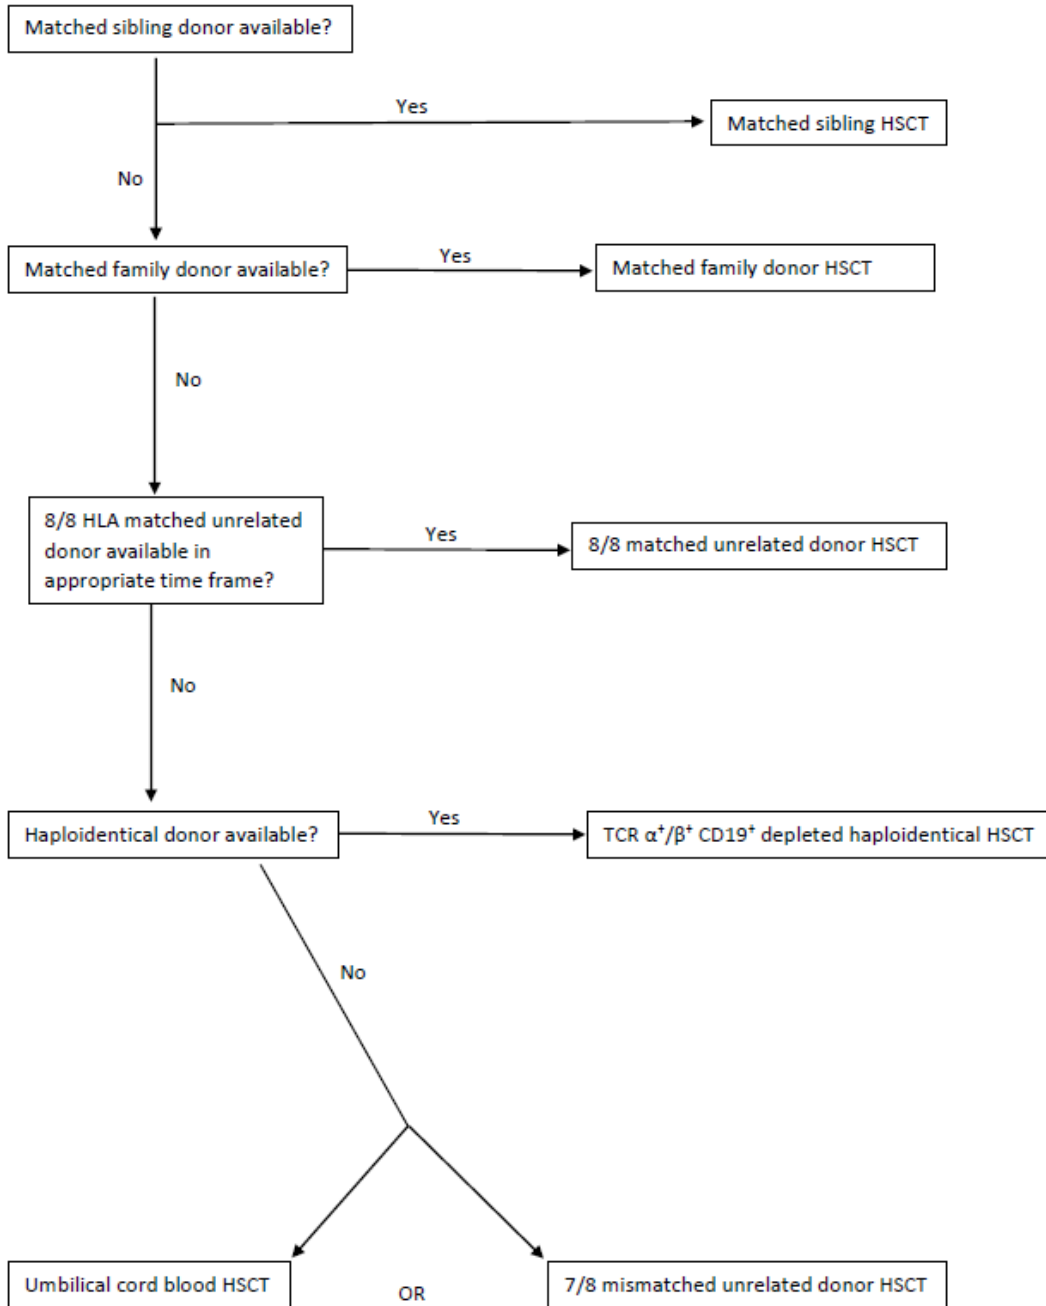 Matched sibling donor available?
Yes
Matched sibling HSCT
No
Matched family donor available?
Yes
Matched family donor HSCT
No
8/8 HLA matched unrelated
donor available in
appropriate time frame?
Yes
8/8 matched unrelated donor HSCT
No
Haploidentical donor available?
Yes
TCR α⁺/β⁺ CD19⁺ depleted haploidentical HSCT
No
Umbilical cord blood HSCT
OR
7/8 mismatched unrelated donor HSCT